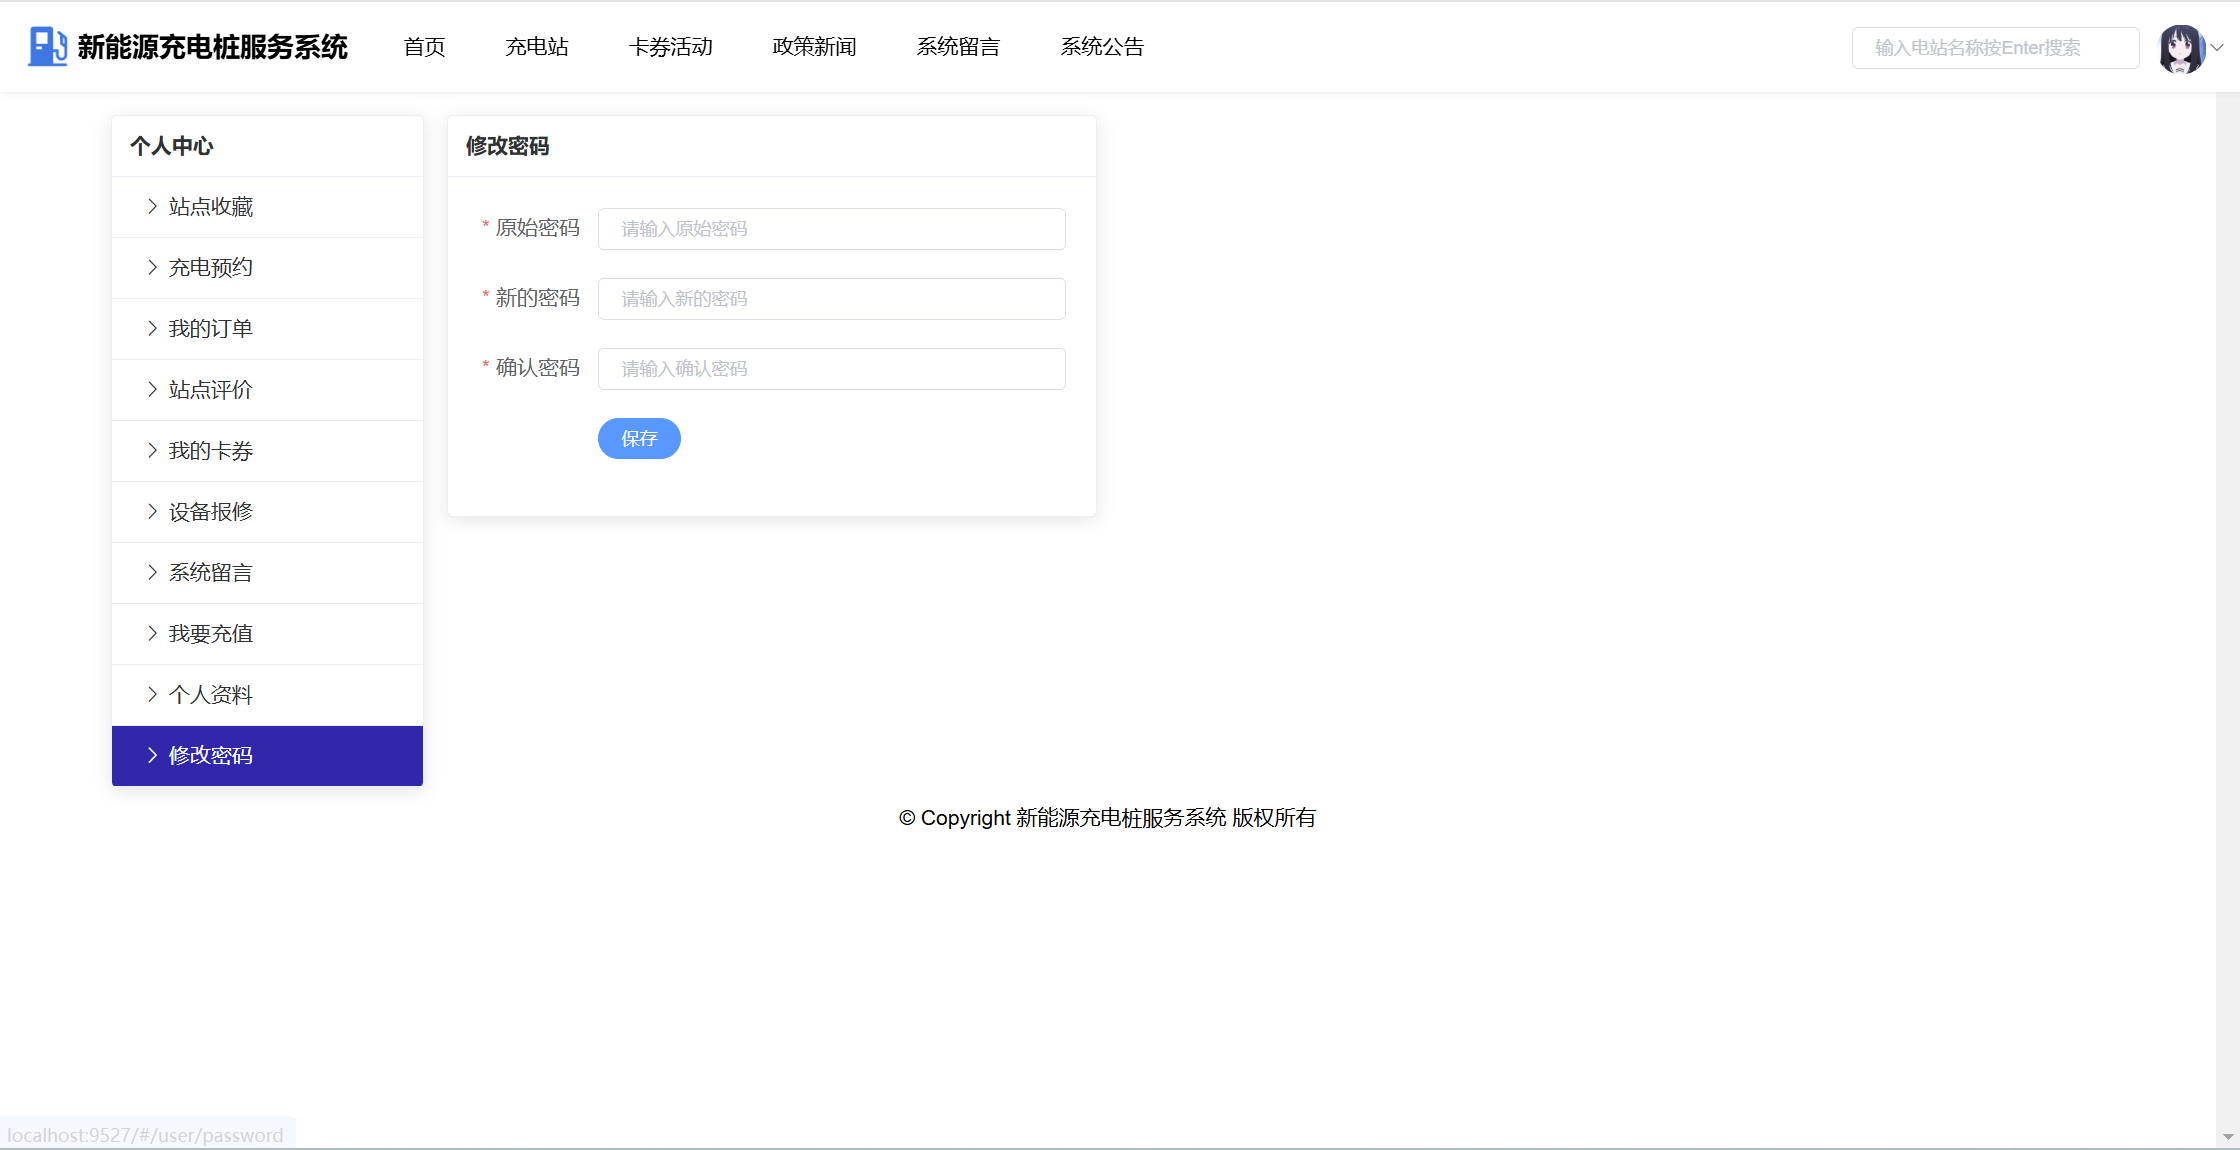 新能源充电桩服务系统 首页 充电站 卡券活动 政策新闻 系统留言 系统公告 输入电站名称按Enter搜索
个人中心
站点收藏
充电预约
我的订单
站点评价
我的卡券
设备报修
系统留言
我要充值
个人资料
修改密码
修改密码
* 原始密码 请输入原始密码
* 新的密码 请输入新的密码
* 确认密码 请输入确认密码
保存
© Copyright 新能源充电桩服务系统 版权所有
localhost:9527/#/user/password